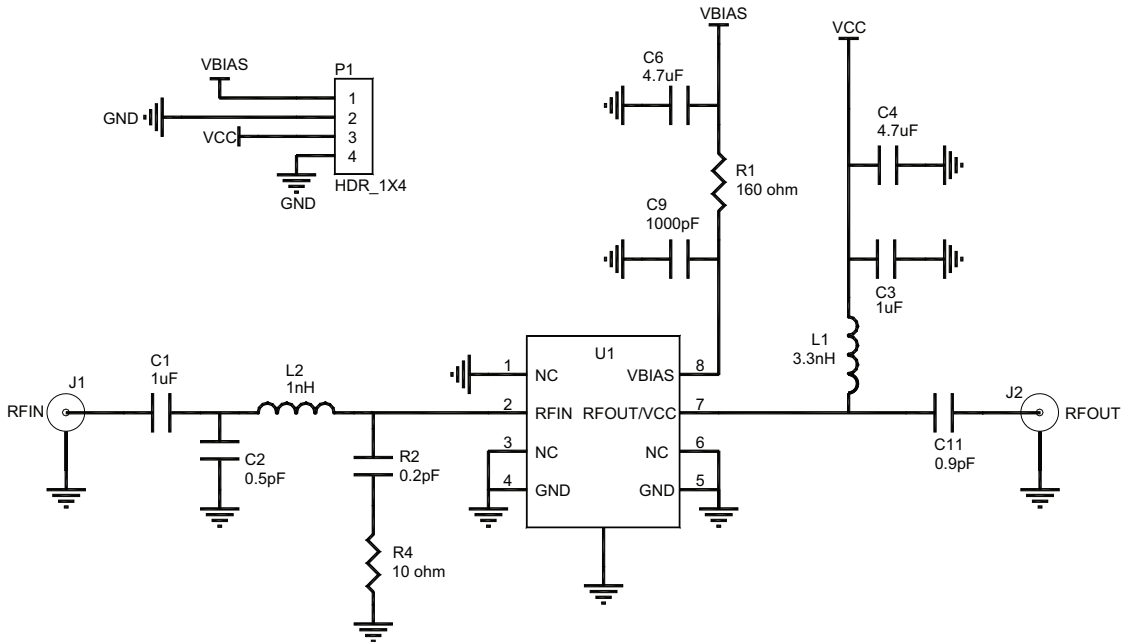 VBIAS
P1
1
GND
2
VCC
3
4
GND
HDR_1X4
VBIAS
C6
4.7uF
R1
160 ohm
C9
1000pF
VCC
C4
4.7uF
C3
1uF
L1
3.3nH
U1
1
NC
VBIAS
8
2
RFIN
RFOUT/VCC
7
3
NC
NC
6
4
GND
GND
5
RFIN
J1
C1
1uF
L2
1nH
C2
0.5pF
R2
0.2pF
R4
10 ohm
C11
0.9pF
J2
RFOUT